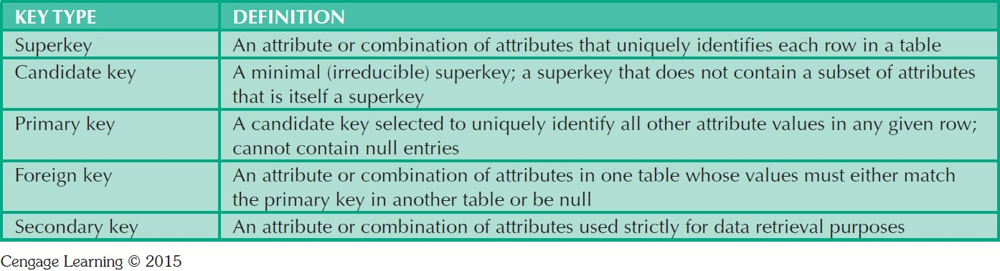 KEY TYPE DEFINITION
Superkey An attribute or combination of attributes that uniquely identifies each row in a table
Candidate key A minimal (irreducible) superkey; a superkey that does not contain a subset of attributes
that is itself a superkey
Primary key A candidate key selected to uniquely identify all other attribute values in any given row;
cannot contain null entries
Foreign key An attribute or combination of attributes in one table whose values must either match
the primary key in another table or be null
Secondary key An attribute or combination of attributes used strictly for data retrieval purposes
Cengage Learning © 2015